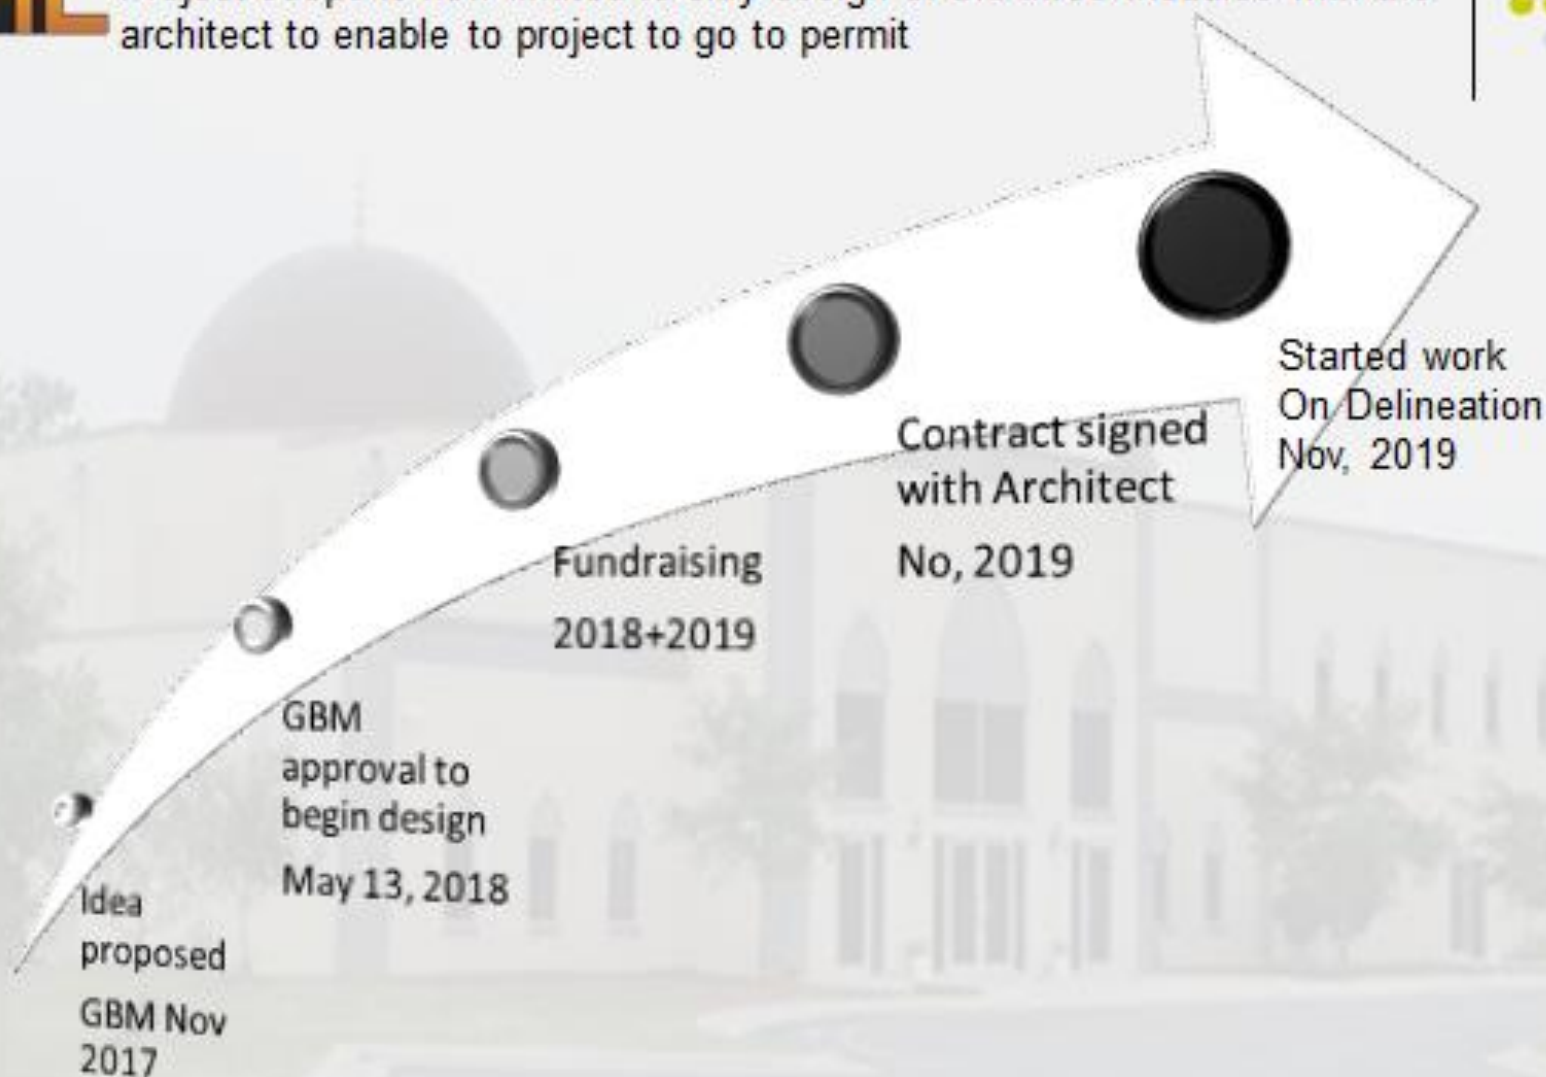 architect to enable to project to go to permit
Started work
On Delineation
Nov, 2019
Contract signed
with Architect
No, 2019
Fundraising
2018+2019
GBM
approval to
begin design
May 13, 2018
Idea
proposed
GBM Nov
2017